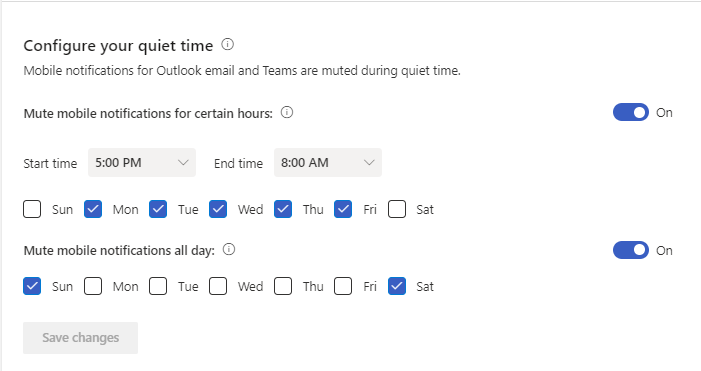 Configure your quiet time
Mobile notifications for Outlook email and Teams are muted during quiet time.
Mute mobile notifications for certain hours: On
Start time 5:00 PM End time 8:00 AM
Sun Mon Tue Wed Thu Fri Sat
Mute mobile notifications all day: On
Sun Mon Tue Wed Thu Fri Sat
Save changes